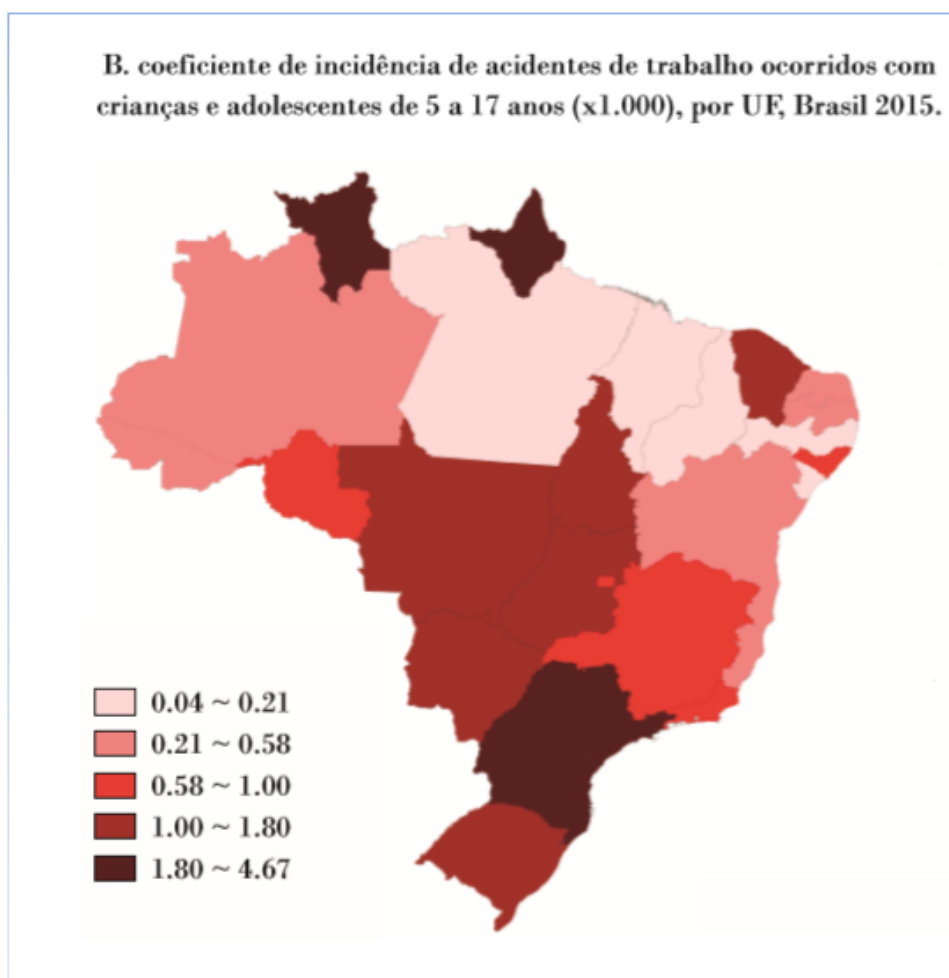 B. coeficiente de incidência de acidentes de trabalho ocorridos com
crianças e adolescentes de 5 a 17 anos (x1.000), por UF, Brasil 2015.
0.04 ~ 0.21
0.21 ~ 0.58
0.58 ~ 1.00
1.00 ~ 1.80
1.80 ~ 4.67